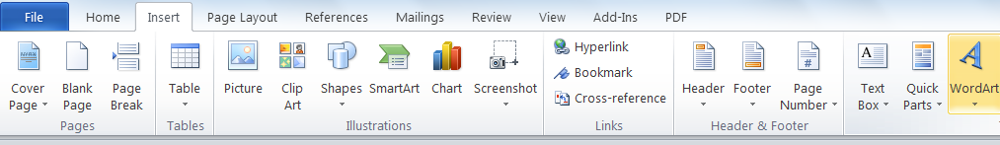 File Home Insert Page Layout References Mailings Review View Add-Ins PDF
Cover Page Blank Page Page Break
Pages
Table
Tables
Picture Clip Art Shapes SmartArt Chart Screenshot
Illustrations
Hyperlink
Bookmark
Cross-reference
Links
Header Footer Page Number
Header & Footer
Text Box Quick Parts WordArt